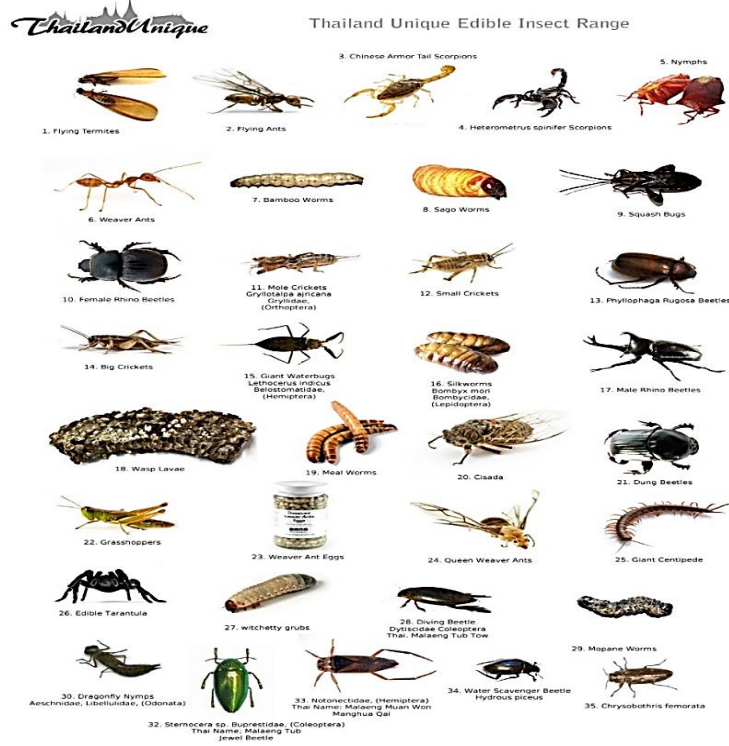 ThailandUnique
Thailand Unique Edible Insect Range
1. Flying Termites
2. Flying Ants
3. Chinese Armor Tail Scorpions
4. Heterometrus spinifer Scorpions
5. Nymphs
6. Weaver Ants
7. Bamboo Worms
8. Sago Worms
9. Squash Bugs
10. Female Rhino Beetles
11. Mole Crickets
Gryllotalpa africana
Gryllidae,
(Orthoptera)
12. Small Crickets
13. Phyllophaga Rugosa Beetles
14. Big Crickets
15. Giant Waterbugs
Lethocerus indicus
Belostomatidae,
(Hemiptera)
16. Silkworms
Bombyx mori
Bombycidae,
(Lepidoptera)
17. Male Rhino Beetles
18. Wasp Lavae
19. Meal Worms
20. Cisada
21. Dung Beetles
22. Grasshoppers
Eggs
23. Weaver Ant Eggs
24. Queen Weaver Ants
25. Giant Centipede
26. Edible Tarantula
27. witchetty grubs
28. Diving Beetle
Dytiscidae Coleoptera
Thai. Malaeng Tub Tow
29. Mopane Worms
30. Dragonfly Nymps
Aeschnidae, Libellulidae, (Odonata)
32. Sternocera sp. Buprestidae, (Coleoptera)
Thai Name; Malaeng Tub
Jewel Beetle
33. Notonectidae, (Hemiptera)
Thai Name: Malaeng Muan Won
Manghua Qai
34. Water Scavenger Beetle
Hydrous piceus
35. Chrysobothris femorata